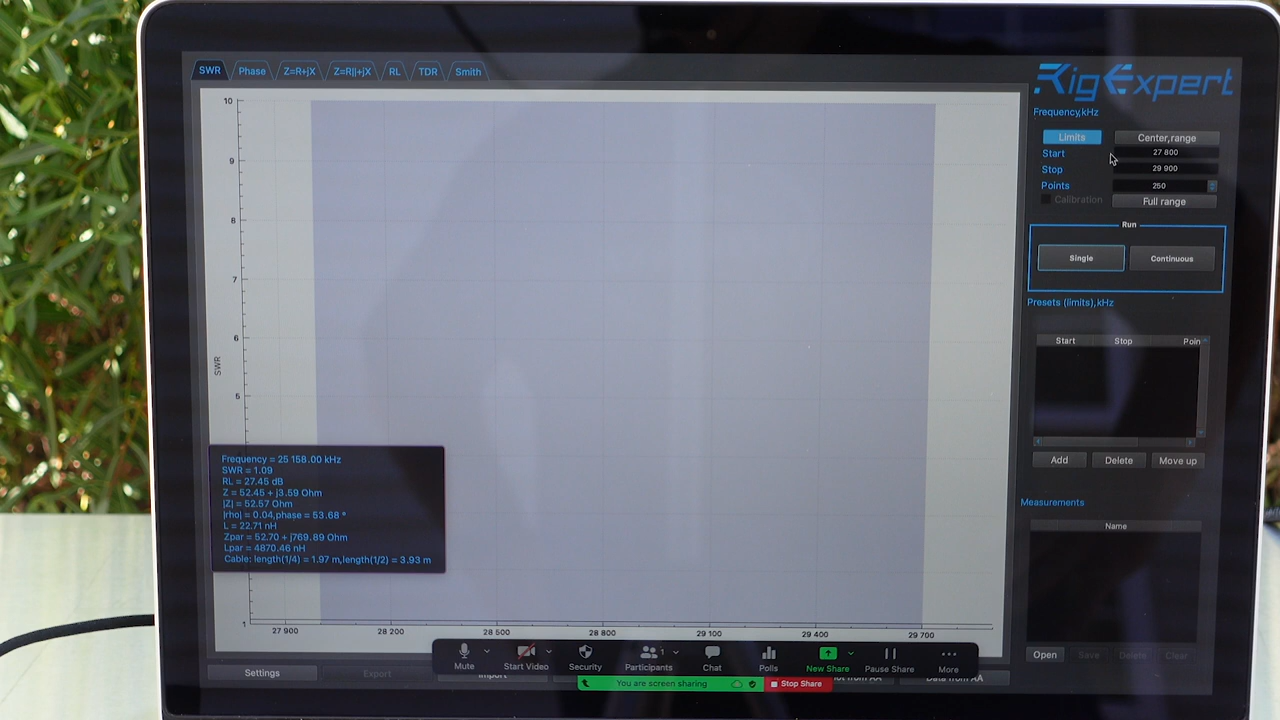 SWR Phase Z=R+jX Z=R||+jX RL TDR Smith
RigExpert
Frequency,kHz
Limits Center,range
Start 27 800
Stop 29 900
Points 250
Calibration Full range
Run
Single Continuous
Presets (limits),kHz
Start Stop Poin
Add Delete Move up
Measurements
Name
Open Save Delete Clear
10
9
8
7
6
5
1
SWR
Frequency = 25 158.00 kHz
SWR = 1.09
RL = 27.45 dB
Z = 52.45 + j3.59 Ohm
|Z| = 52.57 Ohm
|rho| = 0.04,phase = 53.68 °
L = 22.71 nH
Zpar = 52.70 + j769.89 Ohm
Lpar = 4870.46 nH
Cable: length(1/4) = 1.97 m,length(1/2) = 3.93 m
27 900 28 200 28 500 28 800 29 100 29 400 29 700
Settings Export Import
Data from AA
Mute Start Video Security Participants 1 Chat Polls New Share Pause Share More
You are screen sharing Stop Share